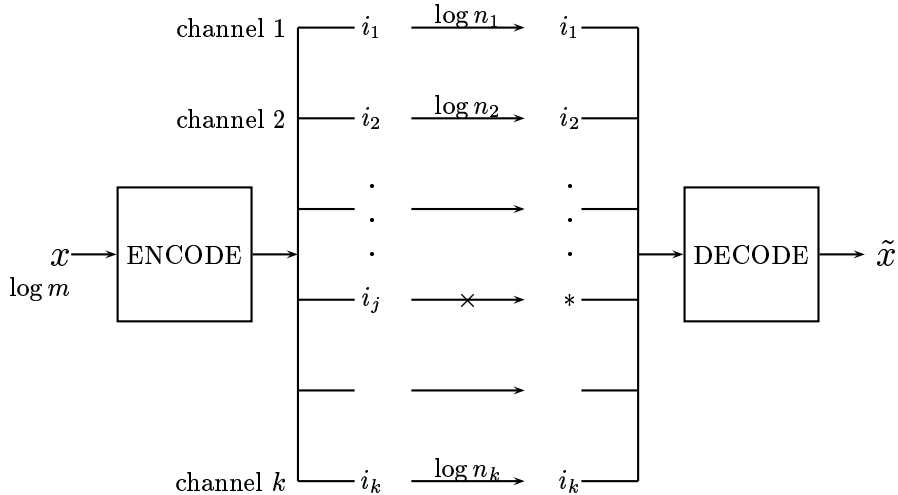 channel 1 i₁ log n₁ i₁
channel 2 i₂ log n₂ i₂
x ENCODE DECODE x̃
log m
iⱼ × *
channel k iₖ log nₖ iₖ